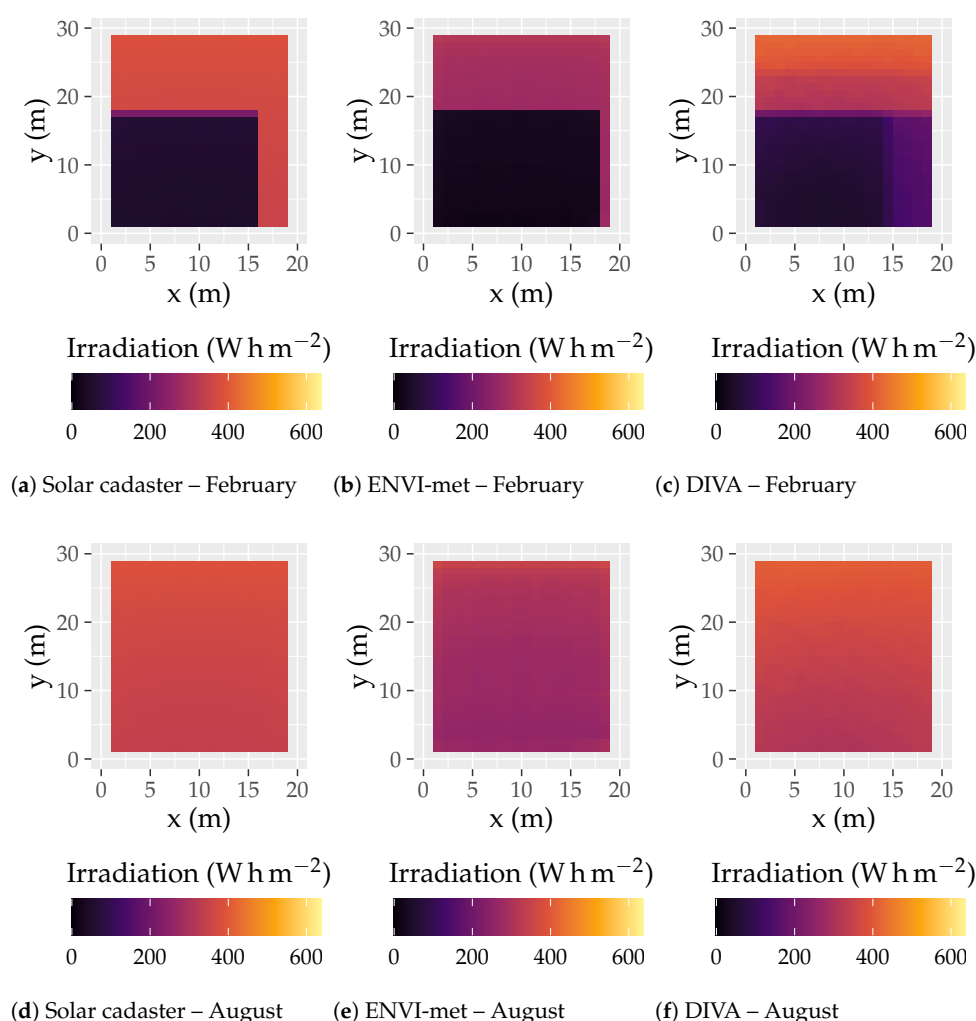 30
20
10
0
y (m)
0 5 10 15 20
x (m)
Irradiation (W h m−2)
0 200 400 600
(a) Solar cadaster – February
30
20
10
0
y (m)
0 5 10 15 20
x (m)
Irradiation (W h m−2)
0 200 400 600
(b) ENVI-met – February
30
20
10
0
y (m)
0 5 10 15 20
x (m)
Irradiation (W h m−2)
0 200 400 600
(c) DIVA – February
30
20
10
0
y (m)
0 5 10 15 20
x (m)
Irradiation (W h m−2)
0 200 400 600
(d) Solar cadaster – August
30
20
10
0
y (m)
0 5 10 15 20
x (m)
Irradiation (W h m−2)
0 200 400 600
(e) ENVI-met – August
30
20
10
0
y (m)
0 5 10 15 20
x (m)
Irradiation (W h m−2)
0 200 400 600
(f) DIVA – August